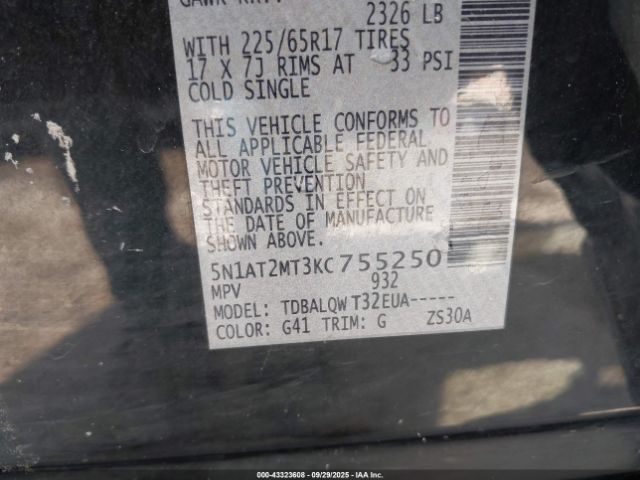 2326 LB
WITH 225/65R17 TIRES
17 X 7J RIMS AT 33 PSI
COLD SINGLE
THIS VEHICLE CONFORMS TO
ALL APPLICABLE FEDERAL
MOTOR VEHICLE SAFETY AND
THEFT PREVENTION
STANDARDS IN EFFECT ON
THE DATE OF MANUFACTURE
SHOWN ABOVE.
5N1AT2MT3KC755250
MPV 932
MODEL: TDBALQW T32EUA-----
COLOR: G41 TRIM: G ZS30A
000-43323608 09/29/2025 IAA, Inc.